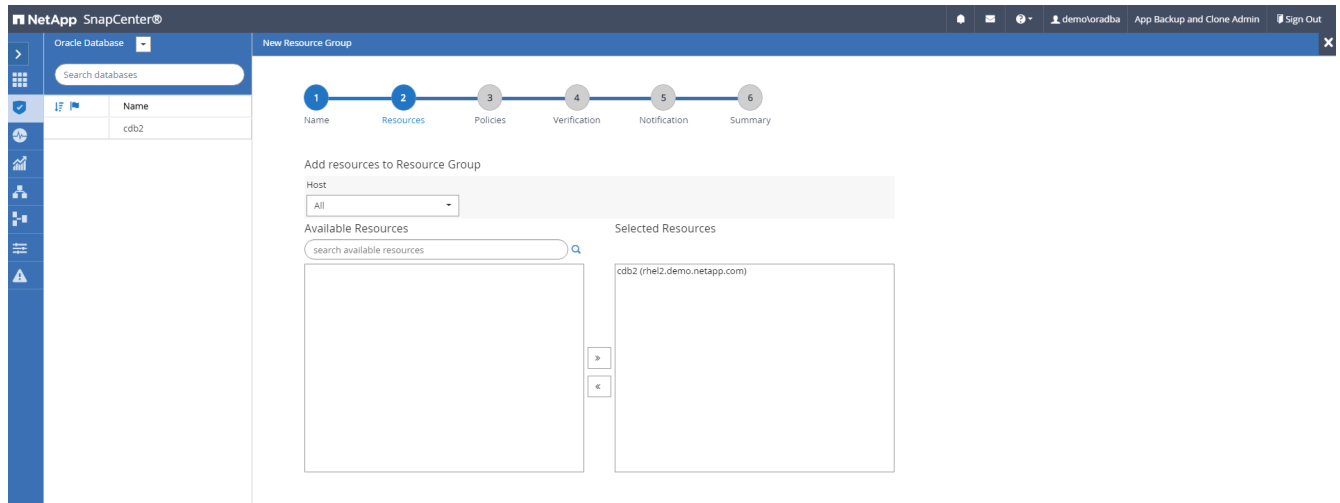 NetApp SnapCenter®
demo\oradba App Backup and Clone Admin Sign Out
Oracle Database
New Resource Group
Search databases
Name
cdb2
1 2 3 4 5 6
Name Resources Policies Verification Notification Summary
Add resources to Resource Group
Host
All
Available Resources Selected Resources
search available resources
cdb2 (rhel2.demo.netapp.com)